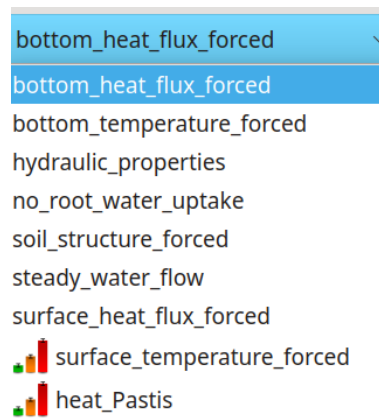 bottom_heat_flux_forced
bottom_heat_flux_forced
bottom_temperature_forced
hydraulic_properties
no_root_water_uptake
soil_structure_forced
steady_water_flow
surface_heat_flux_forced
surface_temperature_forced
heat_Pastis